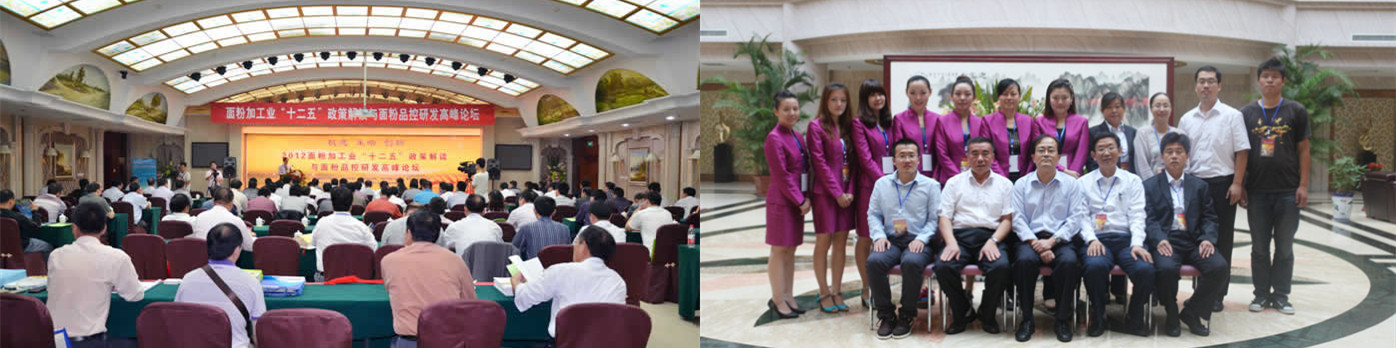 面粉加工业“十二五”政策解读与面粉品控研发高峰论坛
2012面粉加工业“十二五”政策解读
与面粉品控研发高峰论坛